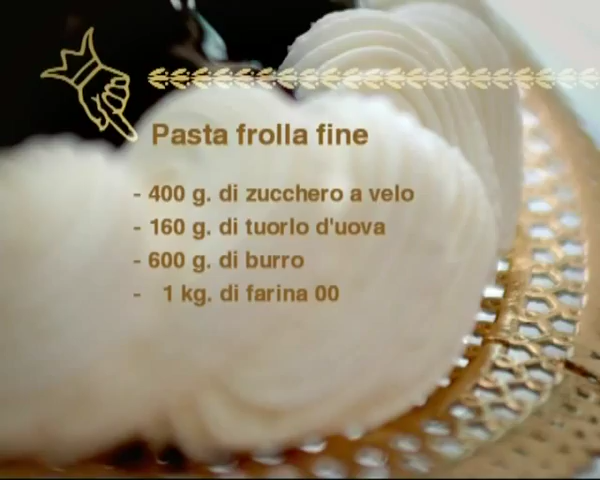 Pasta frolla fine
- 400 g. di zucchero a velo
- 160 g. di tuorlo d'uova
- 600 g. di burro
- 1 kg. di farina 00